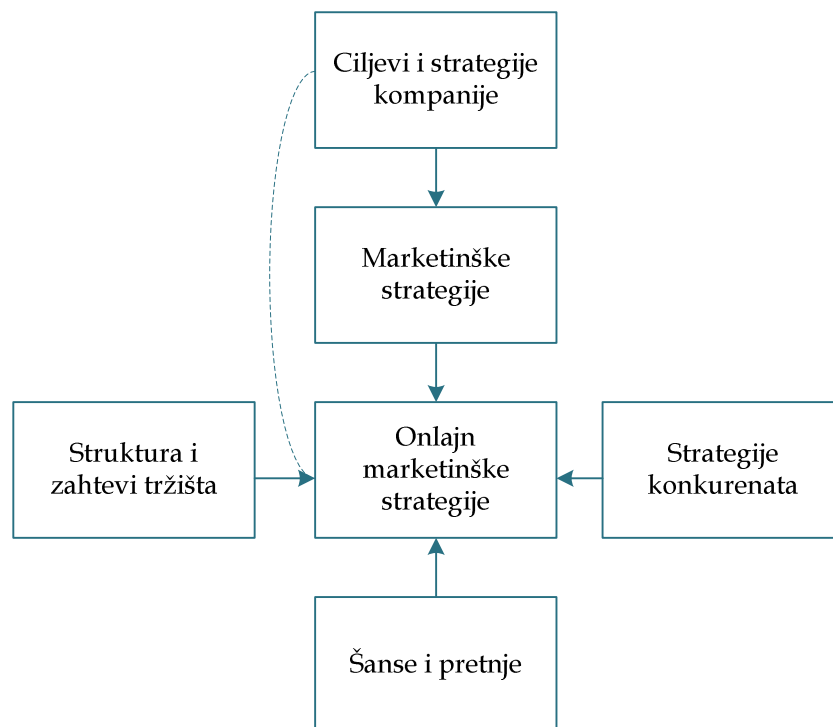 Ciljevi i strategije
kompanije
Marketinške
strategije
Struktura i
zahtevi tržišta
Onlajn
marketinške
strategije
Strategije
konkurenata
Šanse i pretnje